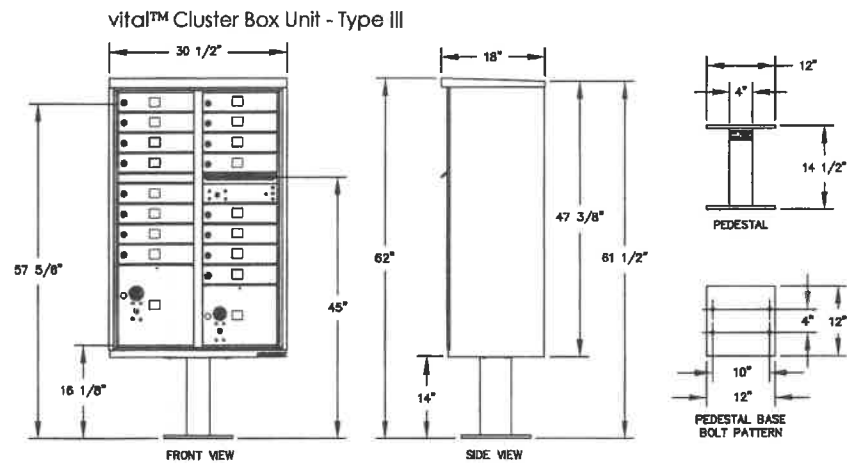 vital™ Cluster Box Unit - Type III
30 1/2"
18"
12"
4"
14 1/2"
PEDESTAL
57 5/8"
45"
62"
47 3/8"
61 1/2"
4"
12"
10"
12"
16 1/8"
14"
PEDESTAL BASE
BOLT PATTERN
FRONT VIEW
SIDE VIEW